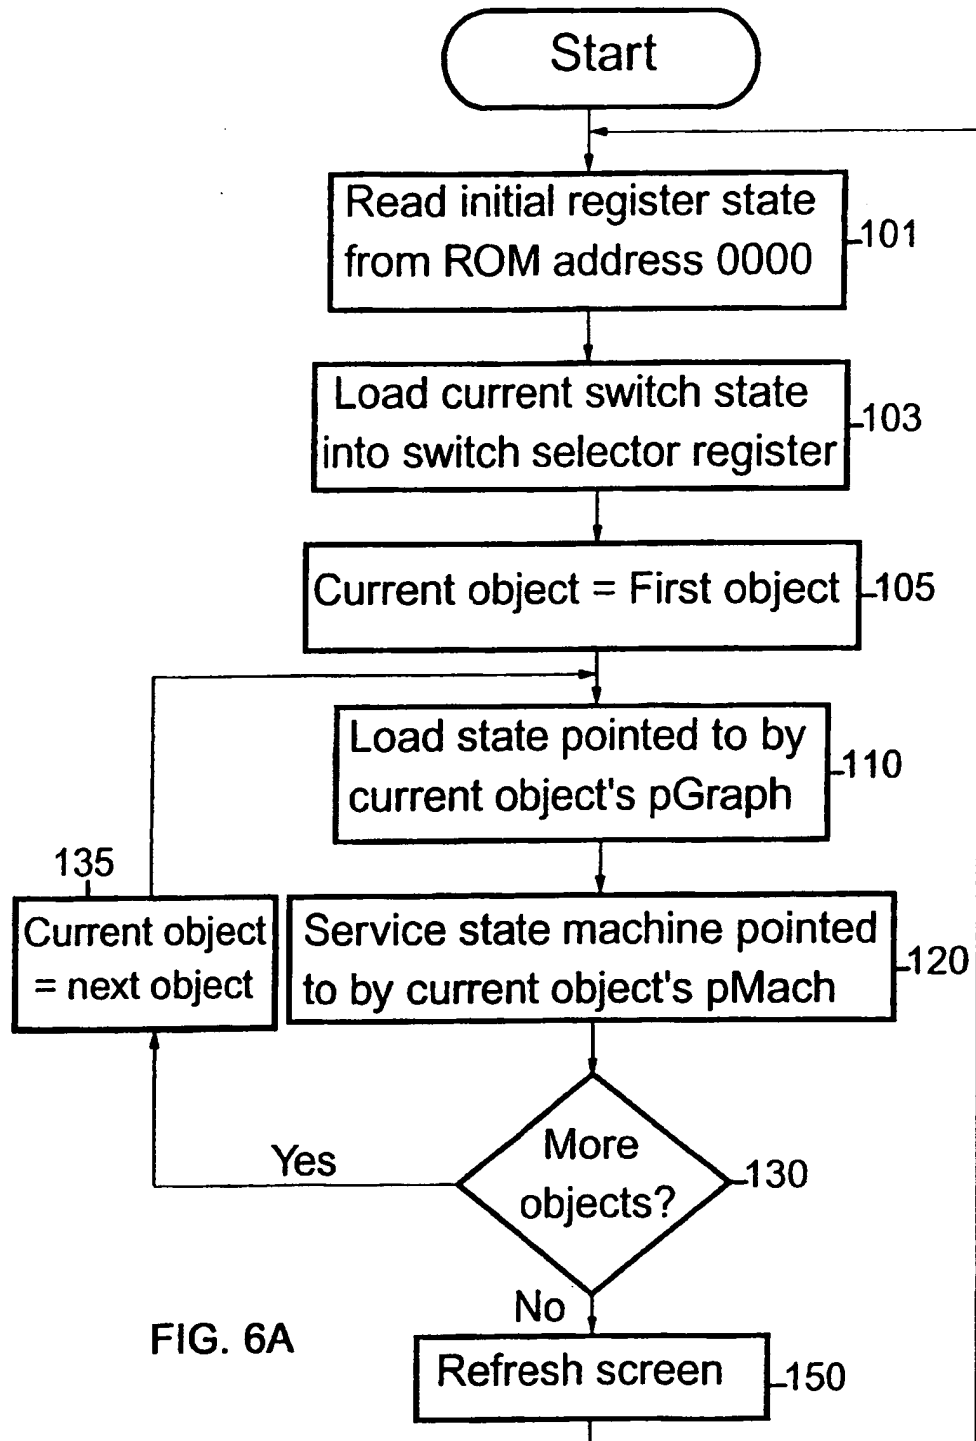 Start
Read initial register state
from ROM address 0000
101
Load current switch state
into switch selector register
103
Current object = First object
105
Load state pointed to by
current object's pGraph
110
135
Current object
= next object
Service state machine pointed
to by current object's pMach
120
More
objects?
130
Yes
No
FIG. 6A
Refresh screen
150